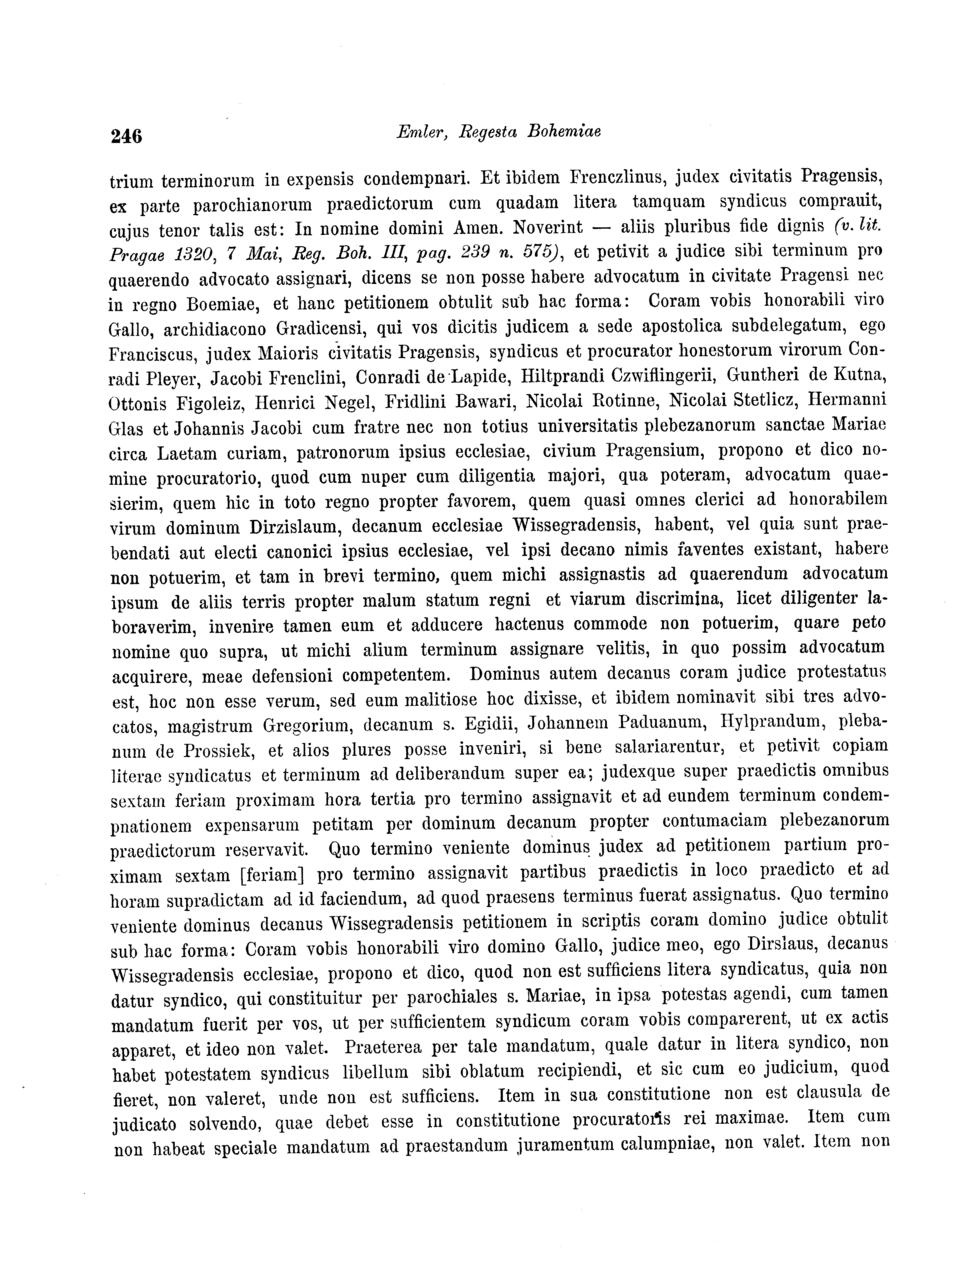 246
Emler, Regesta Bohemiae
trium terminorum in expensis condempnari. Et ibidem Frenczlinus, judex civitatis Pragensis,
ex parte parochianorum praedictorum cum quadam litera tamquam syndicus comprauit,
cujus tenor talis est: In nomine domini Amen. Noverint — aliis pluribus fide dignis (v. lit.
Pragae 1320, 7 Mai, Reg. Boh. III, pag. 239 n. 575), et petivit a judice sibi terminum pro
quaerendo advocato assignari, dicens se non posse habere advocatum in civitate Pragensi nec
in regno Boemiae, et hanc petitionem obtulit sub hac forma: Coram vobis honorabili viro
Gallo, archidiacono Gradicensi, qui vos dicitis judicem a sede apostolica subdelegatum, ego
Franciscus, judex Maioris civitatis Pragensis, syndicus et procurator honestorum virorum Con-
radi Pleyer, Jacobi Frenclini, Conradi de Lapide, Hiltprandi Czwiflingerii, Guntheri de Kutna,
Ottonis Figoleiz, Henrici Negel, Fridlini Bawari, Nicolai Rotinne, Nicolai Stetlicz, Hermanni
Glas et Johannis Jacobi cum fratre nec non totius universitatis plebezanorum sanctae Mariae
circa Laetam curiam, patronorum ipsius ecclesiae, civium Pragensium, propono et dico no-
mine procuratorio, quod cum nuper cum diligentia majori, qua poteram, advocatum quae-
sierim, quem hic in toto regno propter favorem, quem quasi omnes clerici ad honorabilem
virum dominum Dirzislaum, decanum ecclesiae Wissegradensis, habent, vel quia sunt prae-
bendati aut electi canonici ipsius ecclesiae, vel ipsi decano nimis faventes existant, habere
non potuerim, et tam in brevi termino, quem michi assignastis ad quaerendum advocatum
ipsum de aliis terris propter malum statum regni et viarum discrimina, licet diligenter la-
boraverim, invenire tamen eum et adducere hactenus commode non potuerim, quare peto
nomine quo supra, ut michi alium terminum assignare velitis, in quo possim advocatum
acquirere, meae defensioni competentem. Dominus autem decanus coram judice protestatus
est, hoc non esse verum, sed eum malitiose hoc dixisse, et ibidem nominavit sibi tres advo-
catos, magistrum Gregorium, decanum s. Egidii, Johannem Paduanum, Hylprandum, pleba-
num de Prossiek, et alios plures posse inveniri, si bene salariarentur, et petivit copiam
literae syndicatus et terminum ad deliberandum super ea; judexque super praedictis omnibus
sextam feriam proximam hora tertia pro termino assignavit et ad eundem terminum condem-
pnationem expensarum petitam per dominum decanum propter contumaciam plebezanorum
praedictorum reservavit. Quo termino veniente dominus judex ad petitionem partium pro-
ximam sextam [feriam] pro termino assignavit partibus praedictis in loco praedicto et ad
horam supradictam ad id faciendum, ad quod praesens terminus fuerat assignatus. Quo termino
veniente dominus decanus Wissegradensis petitionem in scriptis coram domino judice obtulit
sub hac forma: Coram vobis honorabili viro domino Gallo, judice meo, ego Dirslaus, decanus
Wissegradensis ecclesiae, propono et dico, quod non est sufficiens litera syndicatus, quia non
datur syndico, qui constituitur per parochiales s. Mariae, in ipsa potestas agendi, cum tamen
mandatum fuerit per vos, ut per sufficientem syndicum coram vobis comparerent, ut ex actis
apparet, et ideo non valet. Praeterea per tale mandatum, quale datur in litera syndico, non
habet potestatem syndicus libellum sibi oblatum recipiendi, et sic cum eo judicium, quod
fieret, non valeret, unde non est sufficiens. Item in sua constitutione non est clausula de
judicato solvendo, quae debet esse in constitutione procuratoris rei maximae. Item cum
non habeat speciale mandatum ad praestandum juramentum calumpniae, non valet. Item non